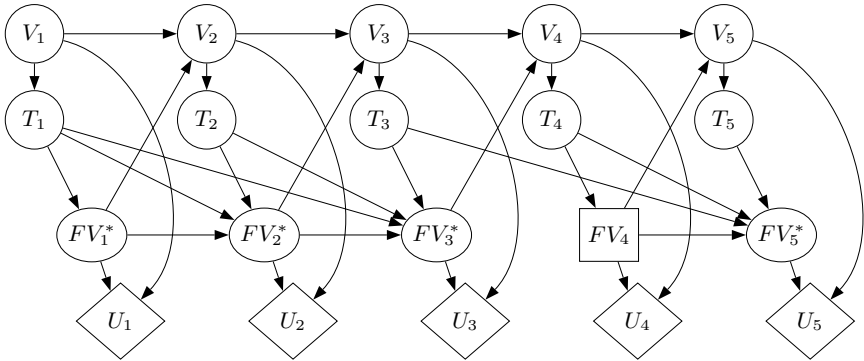 V₁ V₂ V₃ V₄ V₅
T₁ T₂ T₃ T₄ T₅
FV₁* FV₂* FV₃* FV₄ FV₅*
U₁ U₂ U₃ U₄ U₅